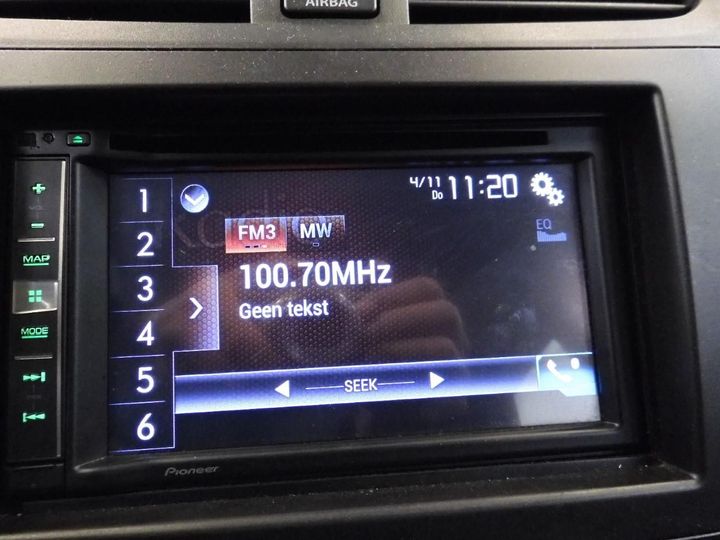 AIRBAG
4/11
Do
11:20
1
2
3
4
5
6
FM3
MW
EQ
100.70MHz
Geen tekst
SEEK
MAP
MODE
Pioneer